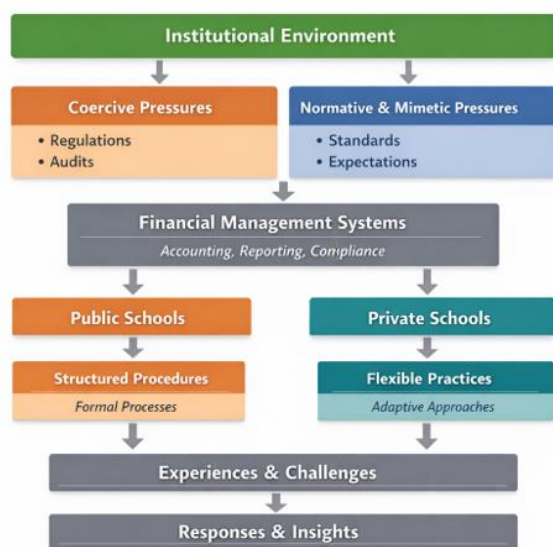 Institutional Environment
Coercive Pressures
• Regulations
• Audits
Normative & Mimetic Pressures
• Standards
• Expectations
Financial Management Systems
Accounting, Reporting, Compliance
Public Schools
Private Schools
Structured Procedures
Formal Processes
Flexible Practices
Adaptive Approaches
Experiences & Challenges
Responses & Insights